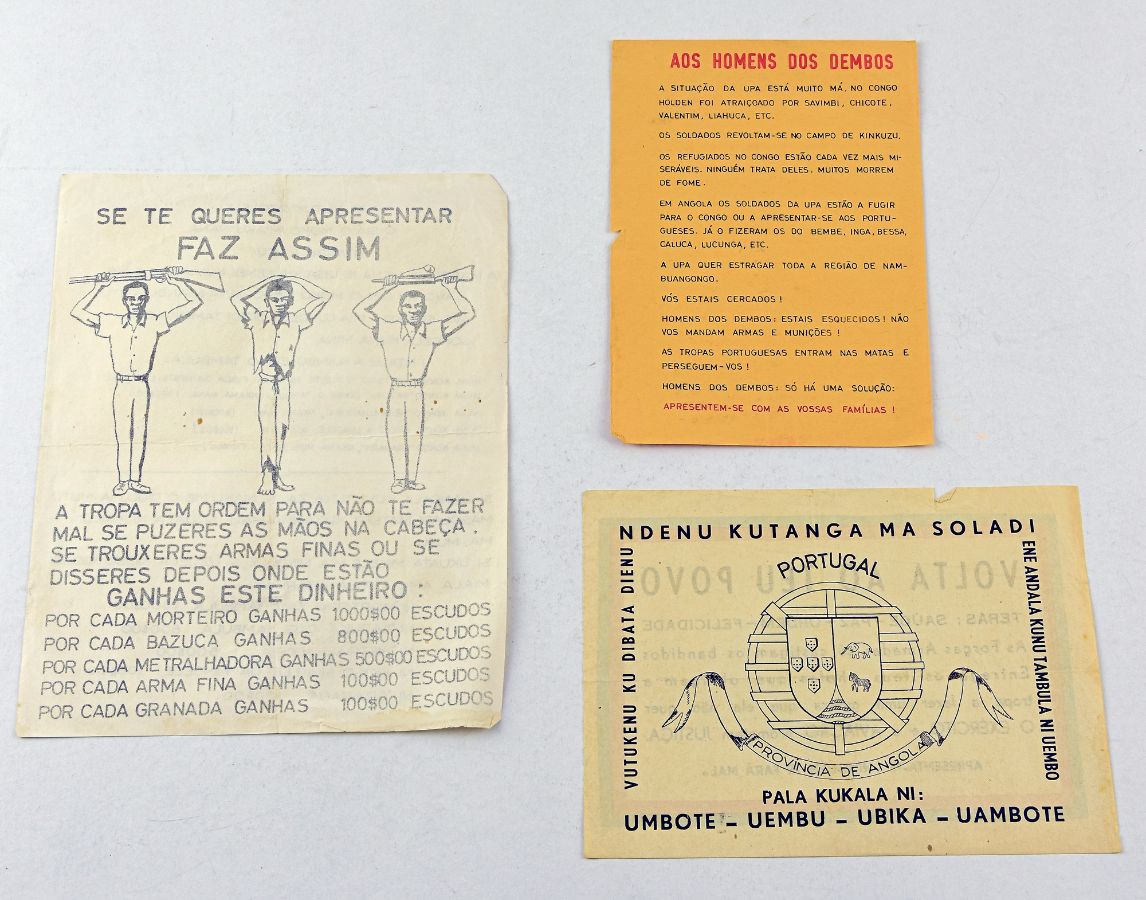 SE TE QUERES APRESENTAR
FAZ ASSIM
A TROPA TEM ORDEM PARA NÃO TE FAZER
MAL SE PUZERES AS MÃOS NA CABEÇA.
SE TROUXERES ARMAS FINAS OU SE
DISSERES DEPOIS ONDE ESTÃO
GANHAS ESTE DINHEIRO:
POR CADA MORTEIRO GANHAS 1000$00 ESCUDOS
POR CADA BAZUCA GANHAS 800$00 ESCUDOS
POR CADA METRALHADORA GANHAS 500$00 ESCUDOS
POR CADA ARMA FINA GANHAS 100$00 ESCUDOS
POR CADA GRANADA GANHAS 100$00 ESCUDOS
AOS HOMENS DOS DEMBOS
A SITUAÇÃO DA UPA ESTÁ MUITO MÁ. NO CONGO
HOLDEN FOI ATRAIÇOADO POR SAVIMBI, CHICOTE,
VALENTIM, LIAHUCA, ETC.
OS SOLDADOS REVOLTAM-SE NO CAMPO DE KINKUZU.
OS REFUGIADOS NO CONGO ESTÃO CADA VEZ MAIS MI-
SERÁVEIS. NINGUÉM TRATA DELES. MUITOS MORREM
DE FOME.
EM ANGOLA OS SOLDADOS DA UPA ESTÃO A FUGIR
PARA O CONGO OU A APRESENTAR-SE AOS PORTU-
GUESES. JÁ O FIZERAM OS DO BEMBE, INGA, BESSA,
CALUCA, LUCUNGA, ETC.
A UPA QUER ESTRAGAR TODA A REGIÃO DE NAM-
BUANGONGO.
VÓS ESTAIS CERCADOS!
HOMENS DOS DEMBOS: ESTAIS ESQUECIDOS! NÃO
VOS MANDAM ARMAS E MUNIÇÕES!
AS TROPAS PORTUGUESAS ENTRAM NAS MATAS E
PERSEGUEM-VOS!
HOMENS DOS DEMBOS: SÓ HÁ UMA SOLUÇÃO:
APRESENTEM-SE COM AS VOSSAS FAMÍLIAS!
NDENU KUTANGA MA SOLADI
VUTUKENU KU DIBATA DIENU
ENE ANDALA KUNU TAMBULA NI UEMBO
PORTUGAL
PROVÍNCIA DE ANGOLA
PALA KUKALA NI:
UMBOTE - UEMBU - UBIKA - UAMBOTE